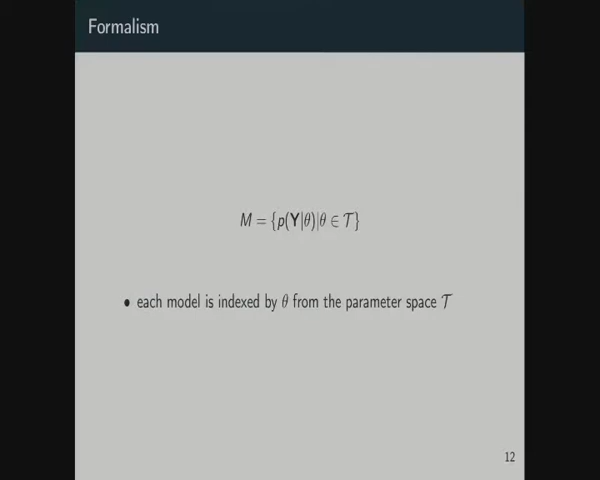 Formalism
M = {p(Y|θ)|θ ∈ 𝒯}
• each model is indexed by θ from the parameter space 𝒯
12